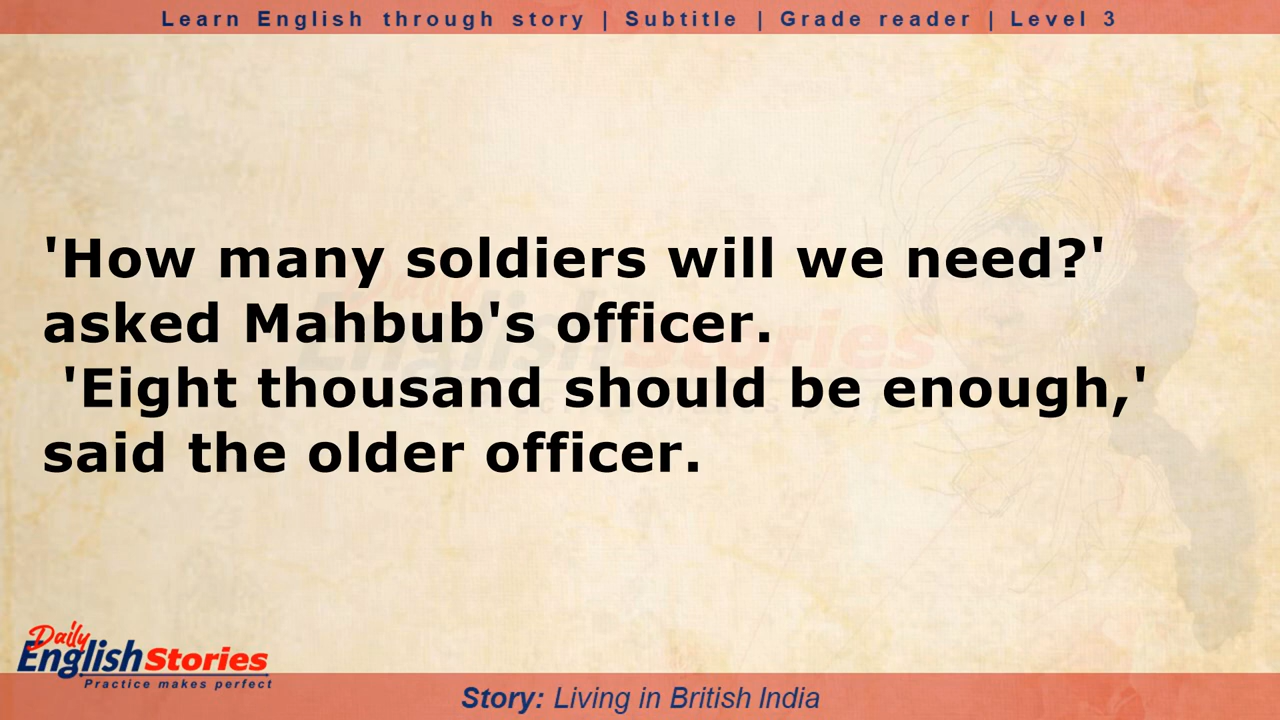 Learn English through story | Subtitle | Grade reader | Level 3
'How many soldiers will we need?'
asked Mahbub's officer.
'Eight thousand should be enough,'
said the older officer.
Daily
English Stories
Practice makes perfect
Story: Living in British India